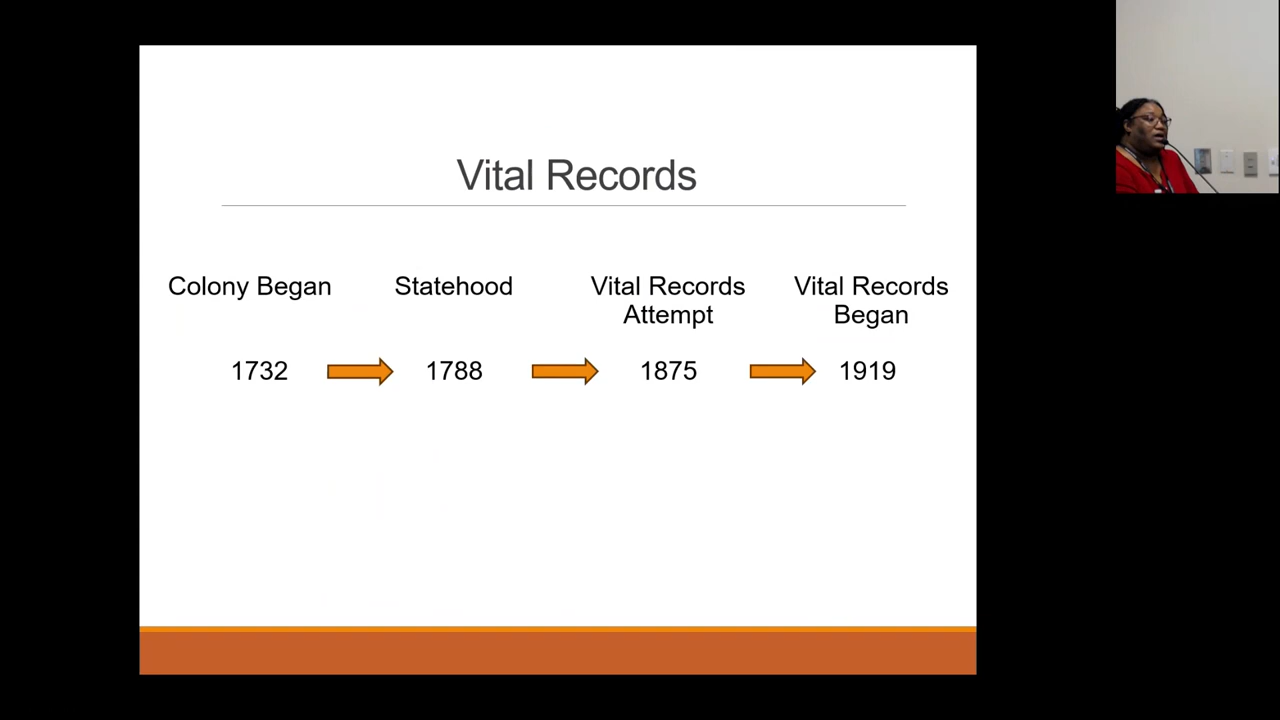 Vital Records
Colony Began
Statehood
Vital Records
Attempt
Vital Records
Began
1732
1788
1875
1919